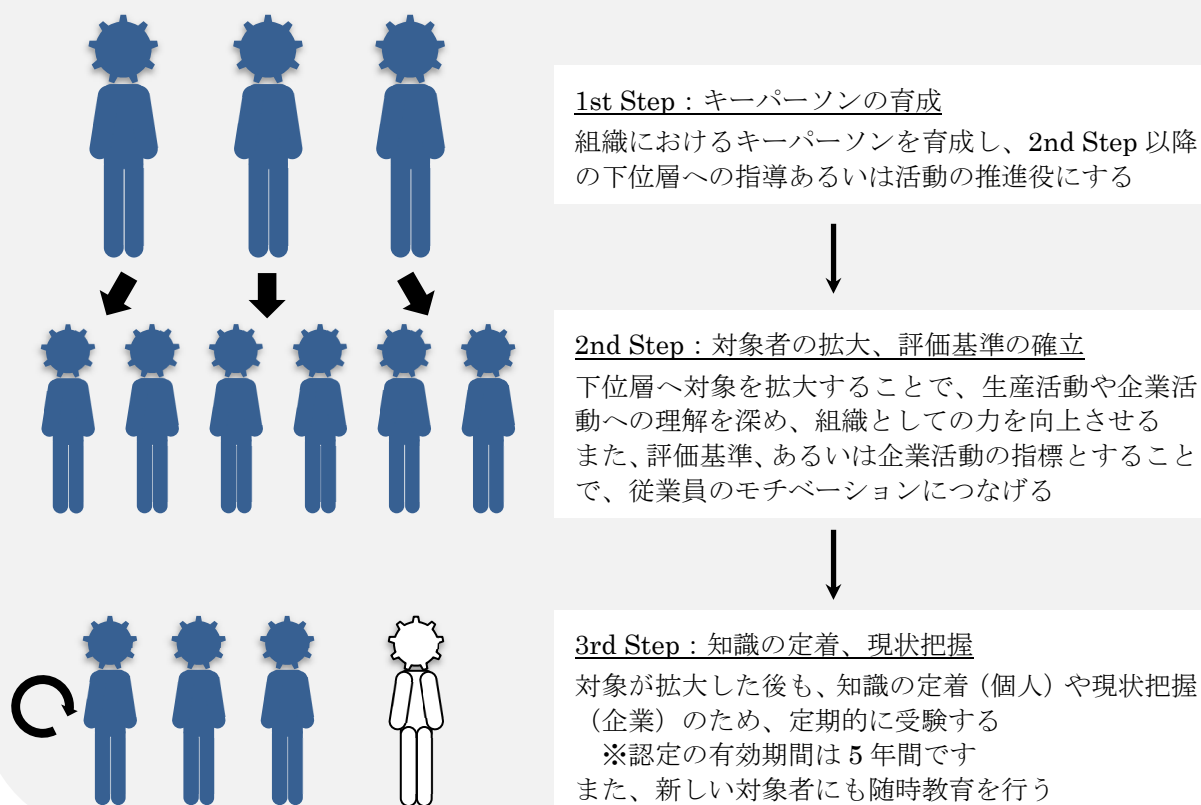 1st Step：キーパーソンの育成
組織におけるキーパーソンを育成し、2nd Step 以降
の下位層への指導あるいは活動の推進役にする
2nd Step：対象者の拡大、評価基準の確立
下位層へ対象を拡大することで、生産活動や企業活
動への理解を深め、組織としての力を向上させる
また、評価基準、あるいは企業活動の指標とすること
で、従業員のモチベーションにつなげる
3rd Step：知識の定着、現状把握
対象が拡大した後も、知識の定着（個人）や現状把握
（企業）のため、定期的に受験する
※認定の有効期間は 5 年間です
また、新しい対象者にも随時教育を行う